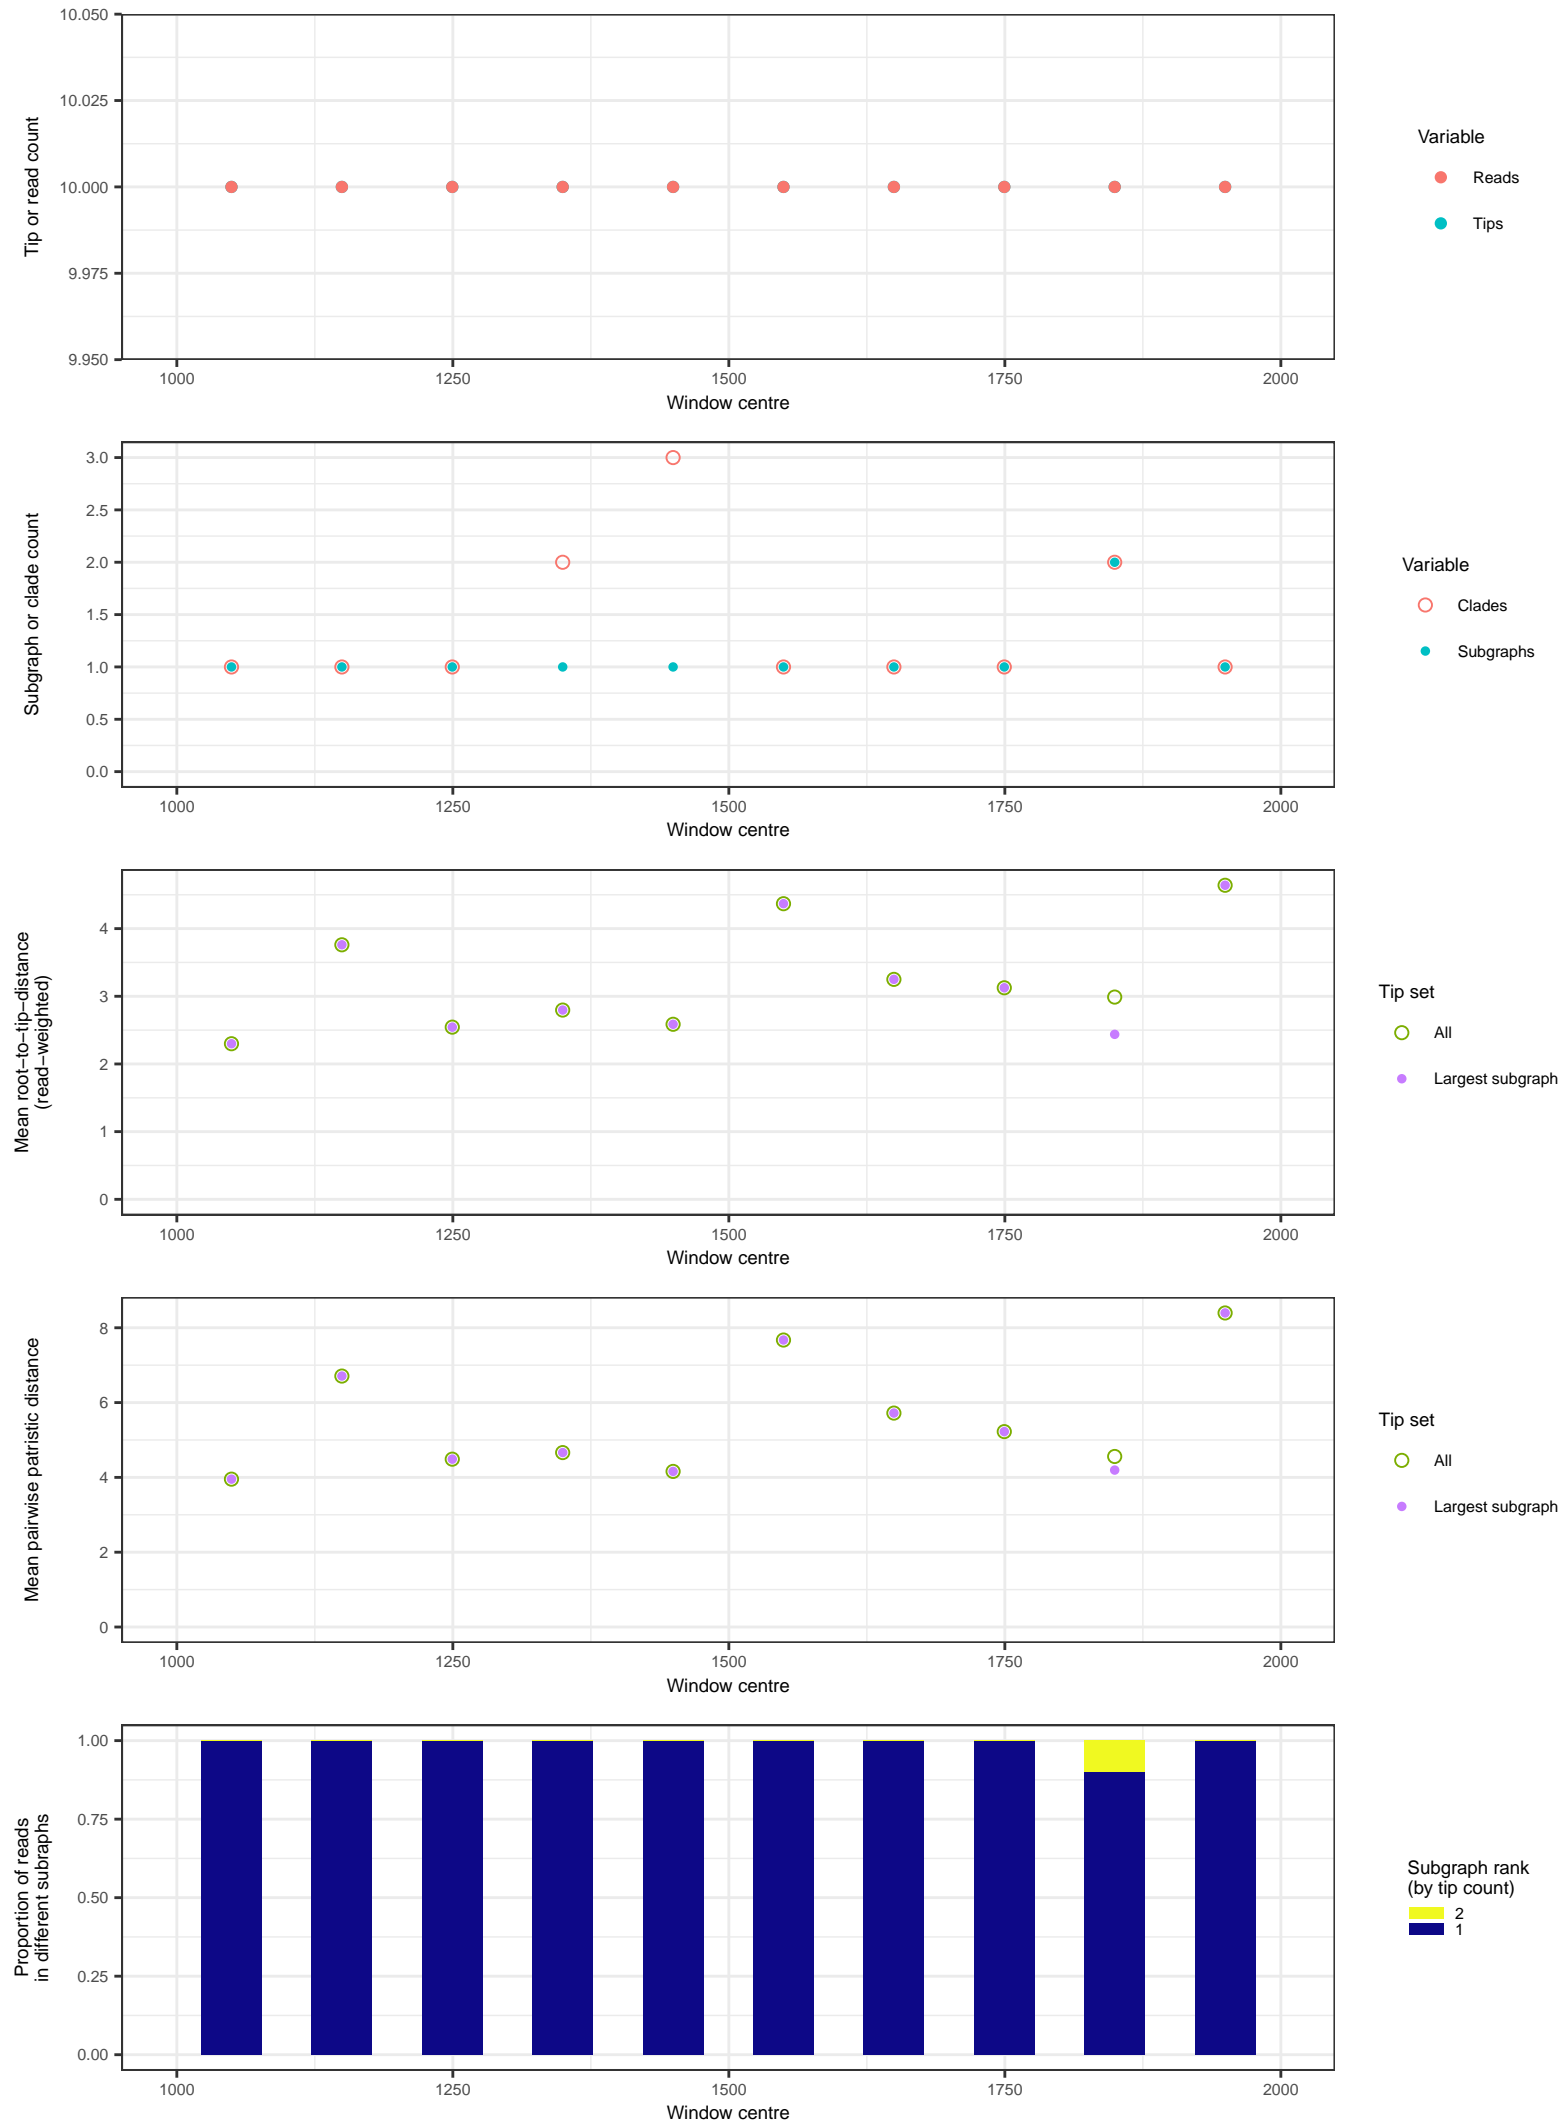 10.050
10.025
10.000
9.975
9.950
Tip or read count
1000 1250 1500 1750 2000
Window centre
Variable
Reads
Tips
3.0
2.5
2.0
1.5
1.0
0.5
0.0
Subgraph or clade count
1000 1250 1500 1750 2000
Window centre
Variable
Clades
Subgraphs
4
3
2
1
0
Mean root−to−tip−distance
(read−weighted)
1000 1250 1500 1750 2000
Window centre
Tip set
All
Largest subgraph
8
6
4
2
0
Mean pairwise patristic distance
1000 1250 1500 1750 2000
Window centre
Tip set
All
Largest subgraph
1.00
0.75
0.50
0.25
0.00
Proportion of reads
in different subraphs
1000 1250 1500 1750 2000
Window centre
Subgraph rank
(by tip count)
2
1